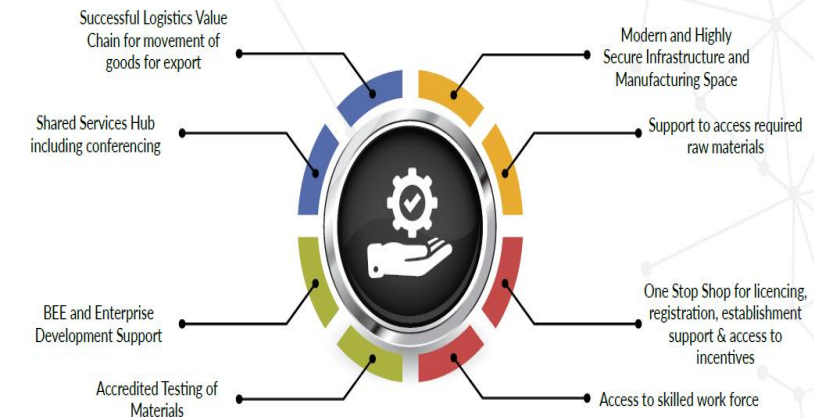 Successful Logistics Value
Chain for movement of
goods for export
Shared Services Hub
including conferencing
BEE and Enterprise
Development Support
Accredited Testing of
Materials
Modern and Highly
Secure Infrastructure and
Manufacturing Space
Support to access required
raw materials
One Stop Shop for licencing,
registration, establishment
support & access to
incentives
Access to skilled work force